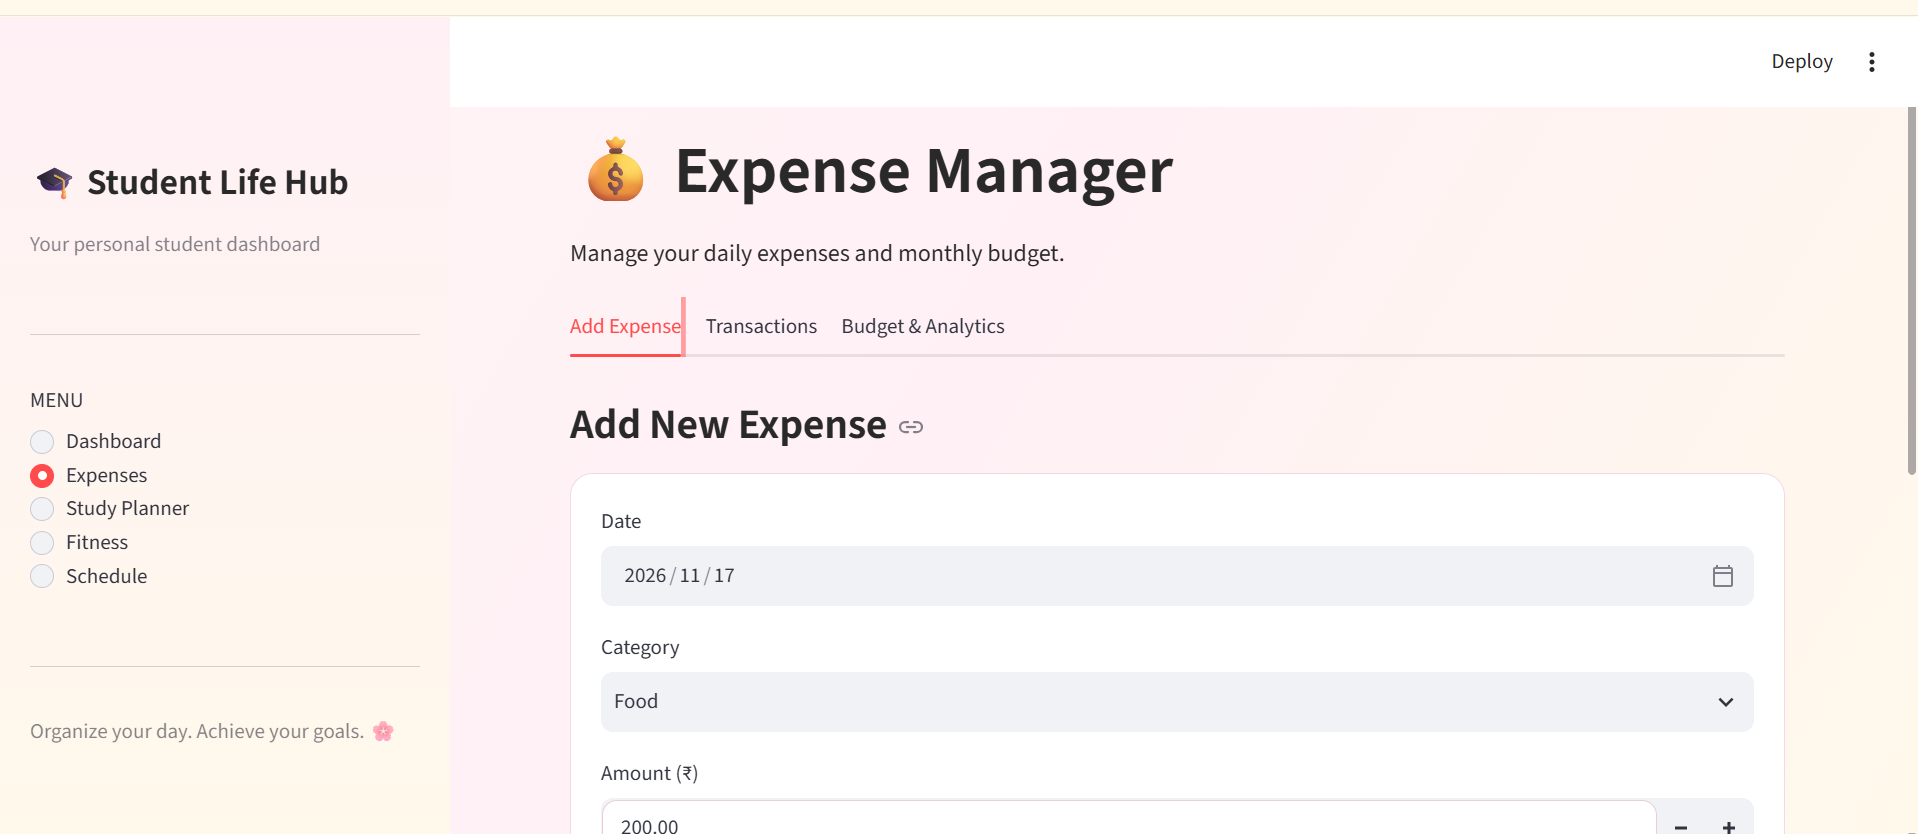 Deploy
Student Life Hub
Your personal student dashboard
MENU
Dashboard
Expenses
Study Planner
Fitness
Schedule
Organize your day. Achieve your goals. 🌸
Expense Manager
Manage your daily expenses and monthly budget.
Add Expense Transactions Budget & Analytics
Add New Expense
Date
2026/11/17
Category
Food
Amount (₹)
200.00